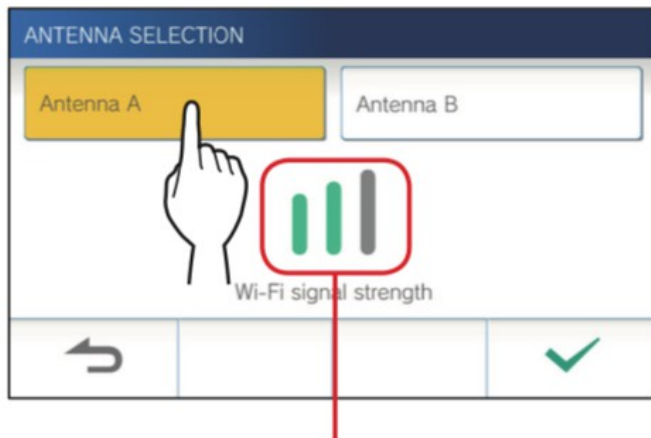 ANTENNA SELECTION
Antenna A
Antenna B
Wi-Fi signal strength